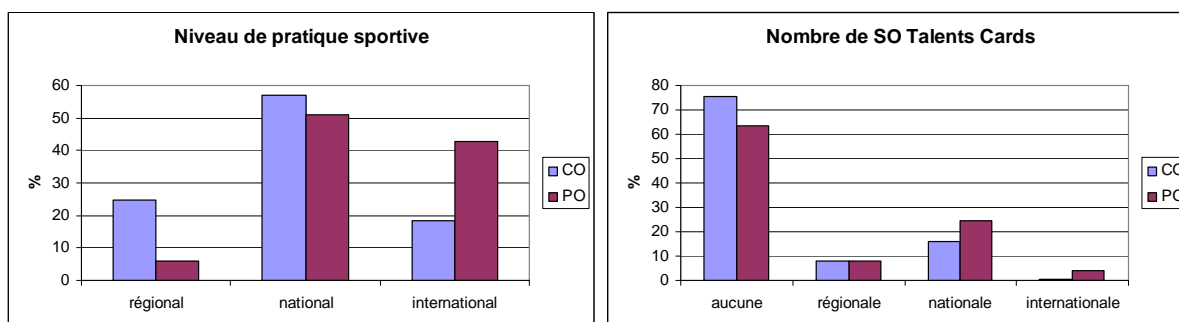 Niveau de pratique sportive
60
50
40
30
20
10
0
%
régional
national
international
CO
PO
Nombre de SO Talents Cards
80
70
60
50
40
30
20
10
0
%
aucune
régionale
nationale
internationale
CO
PO